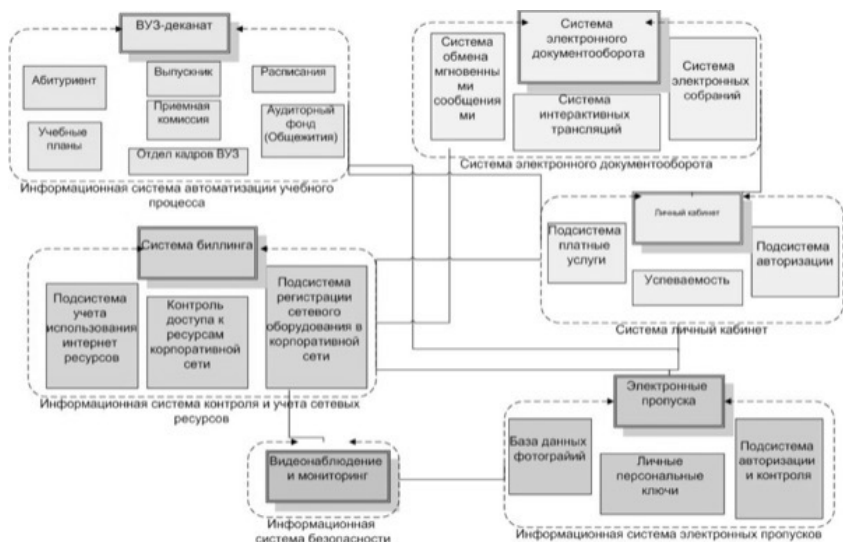 ВУЗ-деканат
Абитуриент
Выпускник
Расписания
Приемная
комиссия
Учебные
планы
Аудиторный
фонд
(Общежития)
Отдел кадров ВУЗ
Информационная система автоматизации учебного
процесса
Система
электронного
документооборота
Система
обмена
мгновенны
ми
сообщения
ми
Система
электронных
собраний
Система
интерактивных
трансляций
Система электронного документооборота
Личный кабинет
Подсистема
платные
услуги
Подсистема
авторизации
Успеваемость
Система личный кабинет
Система биллинга
Подсистема
учета
использования
интернет
ресурсов
Контроль
доступа к
ресурсам
корпоративной
сети
Подсистема
регистрации
сетевого
оборудования в
корпоративной
сети
Информационная система контроля и учета сетевых
ресурсов
Электронные
пропуска
База данных
фотографий
Личные
персональные
ключи
Подсистема
авторизации
и контроля
Информационная система электронных пропусков
Видеонаблюдение
и мониторинг
Информационная
система безопасности